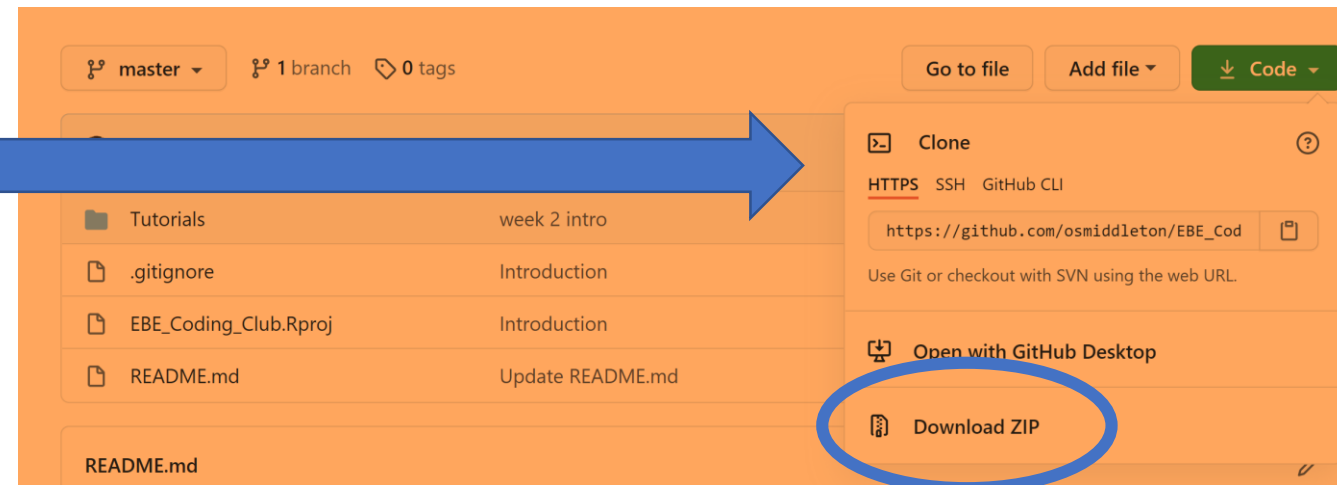 master 1 branch 0 tags Go to file Add file Code
Clone
HTTPS SSH GitHub CLI
https://github.com/osmiddleton/EBE_Cod
Use Git or checkout with SVN using the web URL.
Open with GitHub Desktop
Download ZIP
Tutorials week 2 intro
.gitignore Introduction
EBE_Coding_Club.Rproj Introduction
README.md Update README.md
README.md